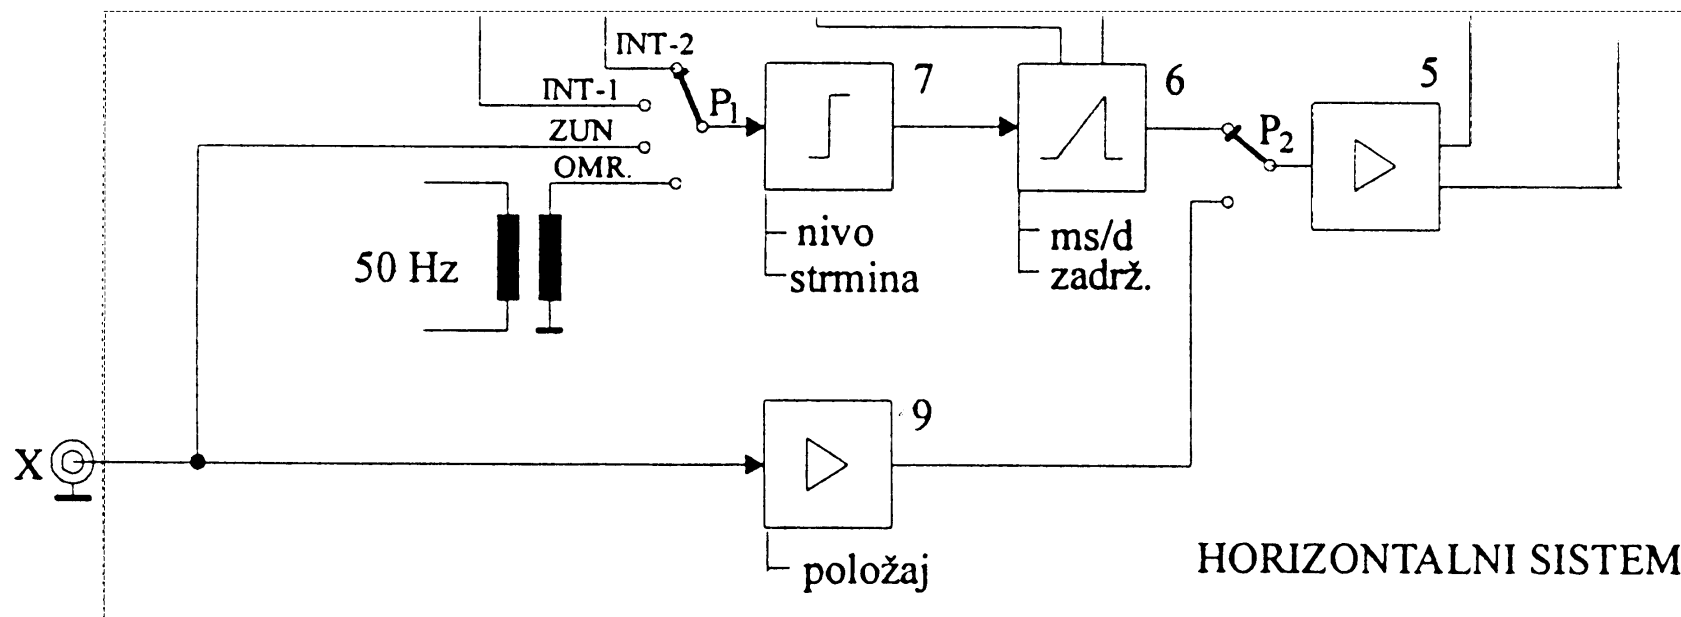 INT-2
INT-1
ZUN
OMR.
P1
7
6
P2
5
nivo
strmina
ms/d
zadrž.
50 Hz
X
9
položaj
HORIZONTALNI SISTEM